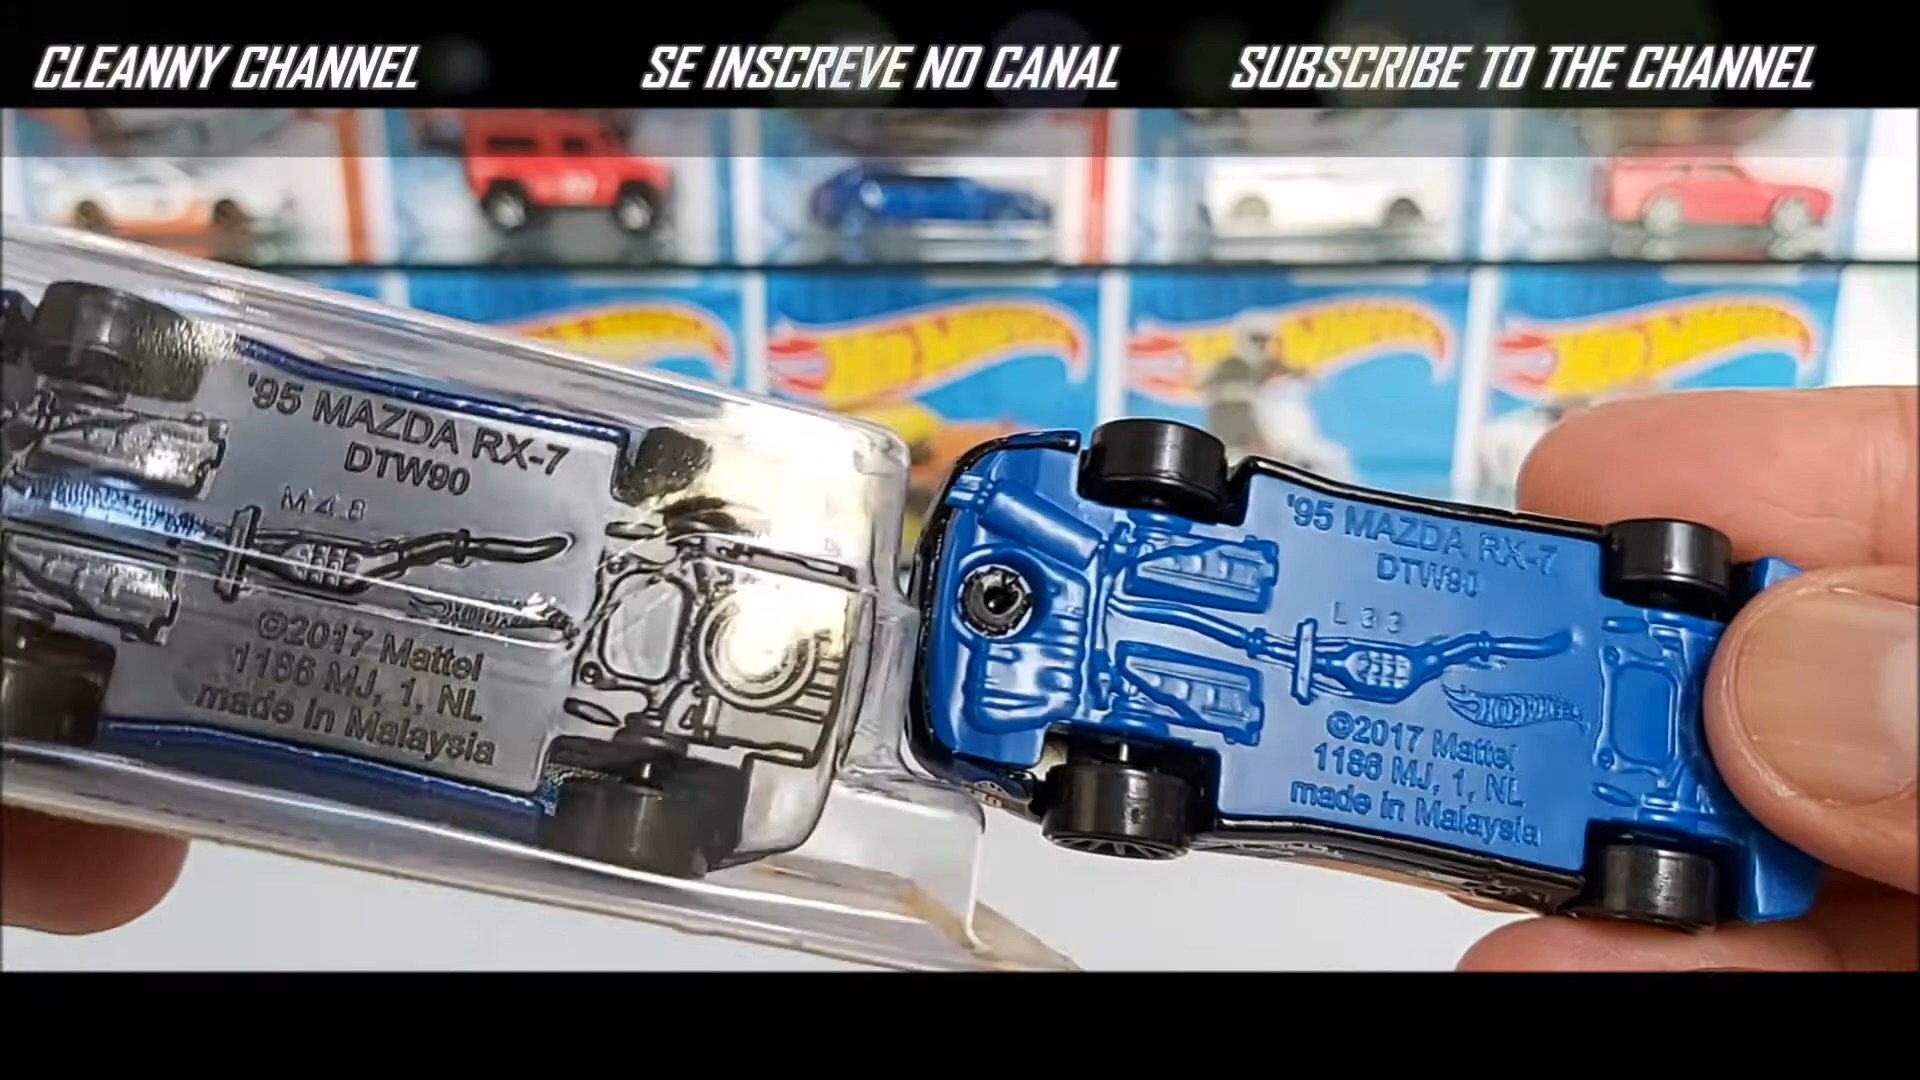 CLEANNY CHANNEL
SE INSCREVE NO CANAL
SUBSCRIBE TO THE CHANNEL
'95 MAZDA RX-7
DTW90
M 4.8
©2017 Mattel
1186 MJ, 1, NL
made in Malaysia
'95 MAZDA RX-7
DTW90
L 33
©2017 Mattel
1186 MJ, 1, NL
made in Malaysia